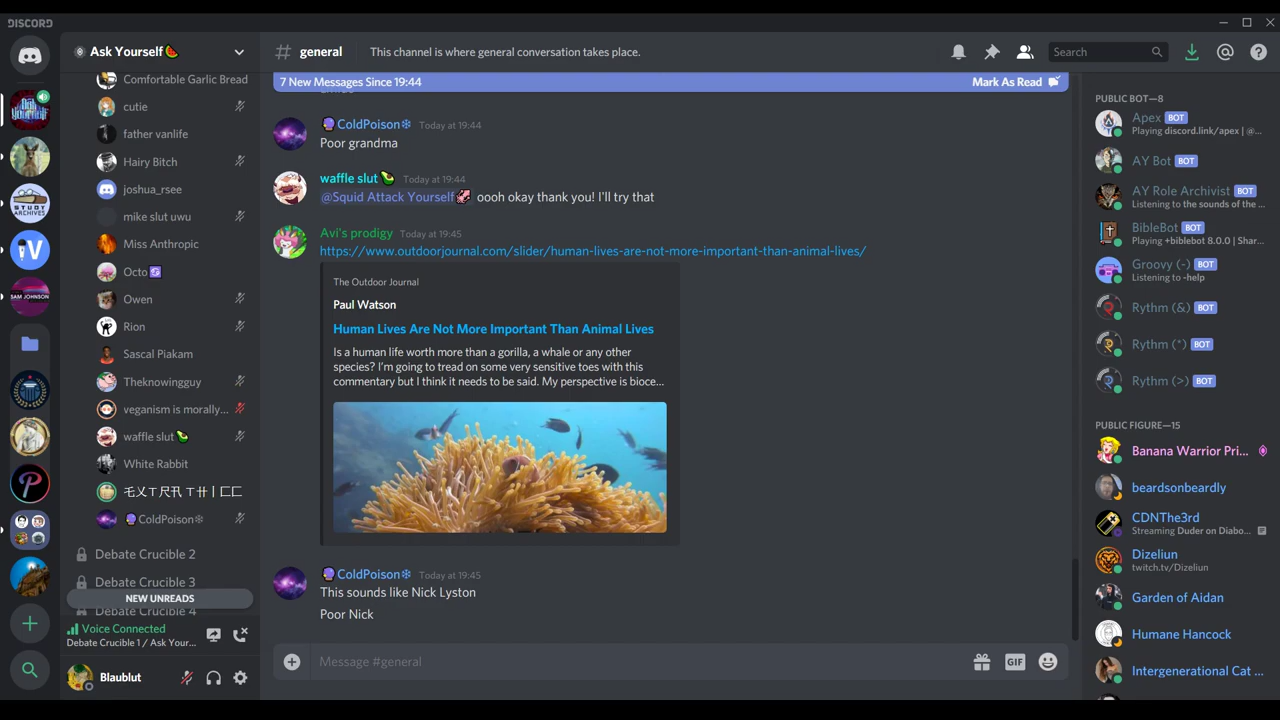 DISCORD
Ask Yourself🍉
Comfortable Garlic Bread
cutie
father vanlife
Hairy Bitch
joshua_rsee
mike slut uwu
Miss Anthropic
Octo
Owen
Rion
Sascal Piakam
Theknowingguy
veganism is morally...
waffle slut🥑
White Rabbit
🔮ColdPoison❄
Debate Crucible 2
Debate Crucible 3
Debate Crucible 4
NEW UNREADS
Voice Connected
Debate Crucible 1 / Ask Your...
Blaublut
STUDY
ARCHIVES
V
SAM JOHNSON
# general
This channel is where general conversation takes place.
Search
7 New Messages Since 19:44
Mark As Read
🔮ColdPoison❄ Today at 19:44
Poor grandma
waffle slut🥑 Today at 19:44
@Squid Attack Yourself🦑 oooh okay thank you! I'll try that
Avi's prodigy Today at 19:45
https://www.outdoorjournal.com/slider/human-lives-are-not-more-important-than-animal-lives/
The Outdoor Journal
Paul Watson
Human Lives Are Not More Important Than Animal Lives
Is a human life worth more than a gorilla, a whale or any other
species? I'm going to tread on some very sensitive toes with this
commentary but I think it needs to be said. My perspective is bioce...
🔮ColdPoison❄ Today at 19:45
This sounds like Nick Lyston
Poor Nick
Message #general
GIF
PUBLIC BOT—8
Apex BOT
Playing discord.link/apex | @...
AY Bot BOT
AY Role Archivist BOT
Listening to the sounds of the ...
BibleBot BOT
Playing +biblebot 8.0.0 | Shar...
Groovy (-) BOT
Listening to -help
Rythm (&) BOT
Rythm (*) BOT
Rythm (>) BOT
PUBLIC FIGURE—15
Banana Warrior Pri...
beardsonbeardly
CDNThe3rd
Streaming Duder on Diabo...
Dizeliun
twitch.tv/Dizeliun
Garden of Aidan
Humane Hancock
Intergenerational Cat ...